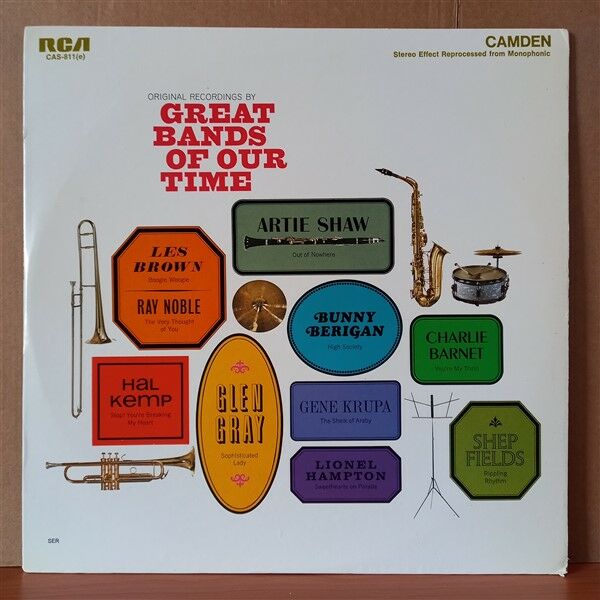 RCA
CAS-811(e)
CAMDEN
Stereo Effect Reprocessed from Monophonic
ORIGINAL RECORDINGS BY
GREAT
BANDS
OF OUR
TIME
ARTIE SHAW
Out of Nowhere
LES
BROWN
Boogie Woogie
RAY NOBLE
The Very Thought
of You
BUNNY
BERIGAN
High Society
CHARLIE
BARNET
You're My Thrill
HAL
KEMP
Stop! You're Breaking
My Heart
GLEN
GRAY
Sophisticated
Lady
GENE KRUPA
The Sheik of Araby
LIONEL
HAMPTON
Sweethearts on Parade
SHEP
FIELDS
Rippling
Rhythm
SER